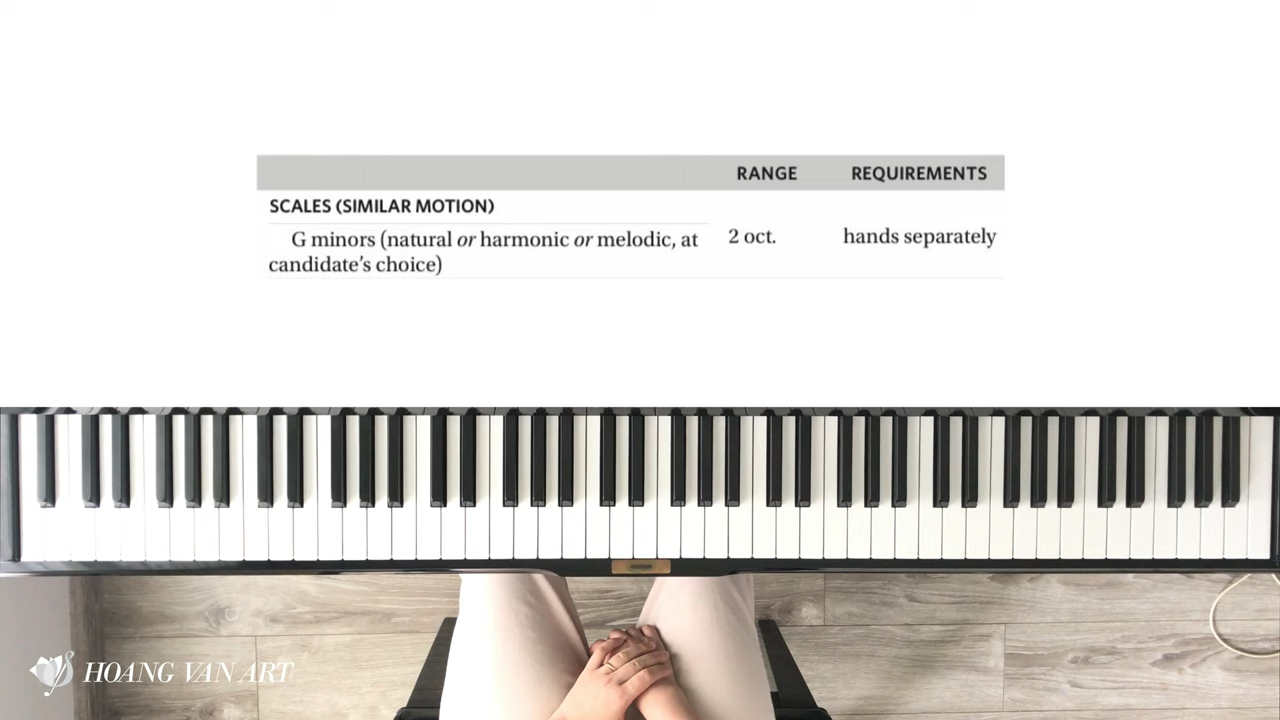 RANGE REQUIREMENTS
SCALES (SIMILAR MOTION)
G minors (natural or harmonic or melodic, at 2 oct. hands separately
candidate's choice)
HOANG VAN ART